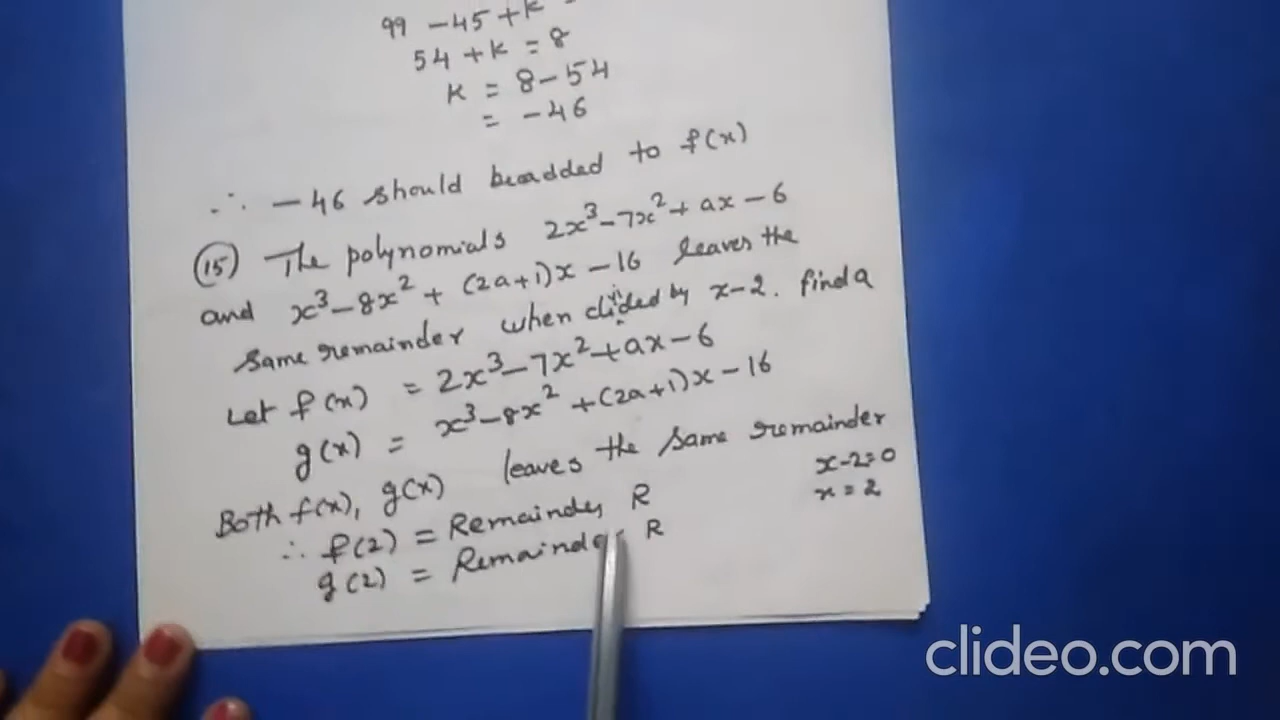 99 - 45 + k
54 + k = 8
k = 8 - 54
= -46
∴ -46 should be added to f(x)
(15) The polynomials 2x³ - 7x² + ax - 6
and x³ - 8x² + (2a+1)x - 16 leaves the
same remainder when divided by x-2. find a
Let f(x) = 2x³ - 7x² + ax - 6
g(x) = x³ - 8x² + (2a+1)x - 16
Both f(x), g(x) leaves the same remainder
x-2=0
x = 2
∴ f(2) = Remainder R
g(2) = Remainder R
clideo.com